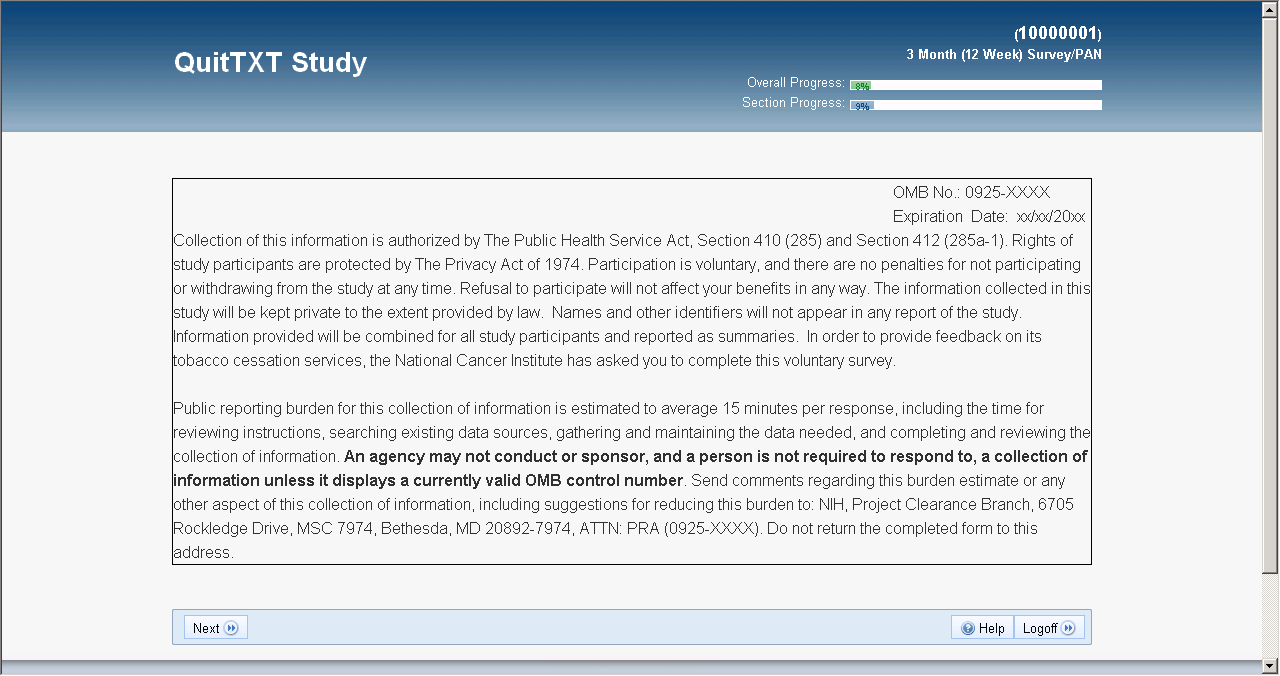 (10000001)
QuitTXT Study
3 Month (12 Week) Survey/PAN
Overall Progress: 8%
Section Progress: 9%
OMB No.: 0925-XXXX
Expiration Date: xx/xx/20xx
Collection of this information is authorized by The Public Health Service Act, Section 410 (285) and Section 412 (285a-1). Rights of
study participants are protected by The Privacy Act of 1974. Participation is voluntary, and there are no penalties for not participating
or withdrawing from the study at any time. Refusal to participate will not affect your benefits in any way. The information collected in this
study will be kept private to the extent provided by law.  Names and other identifiers will not appear in any report of the study.
Information provided will be combined for all study participants and reported as summaries.  In order to provide feedback on its
tobacco cessation services, the National Cancer Institute has asked you to complete this voluntary survey.
Public reporting burden for this collection of information is estimated to average 15 minutes per response, including the time for
reviewing instructions, searching existing data sources, gathering and maintaining the data needed, and completing and reviewing the
collection of information. An agency may not conduct or sponsor, and a person is not required to respond to, a collection of
information unless it displays a currently valid OMB control number. Send comments regarding this burden estimate or any
other aspect of this collection of information, including suggestions for reducing this burden to: NIH, Project Clearance Branch, 6705
Rockledge Drive, MSC 7974, Bethesda, MD 20892-7974, ATTN: PRA (0925-XXXX). Do not return the completed form to this
address.
Next Help Logoff